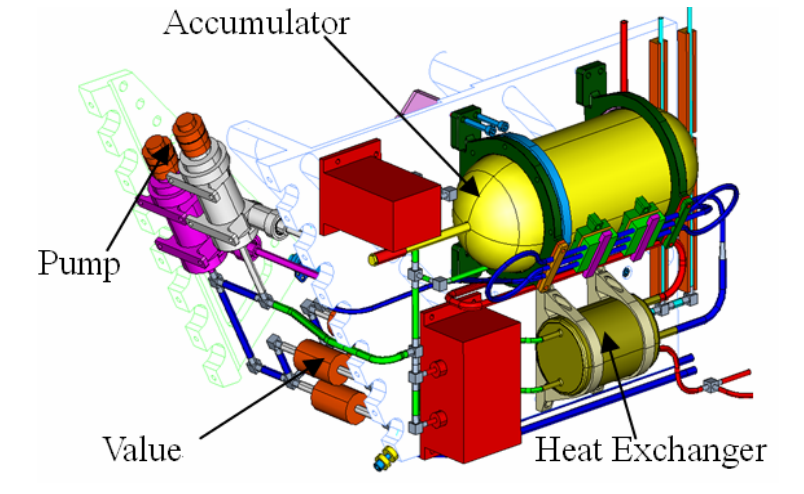 Accumulator
Pump
Value
Heat Exchanger